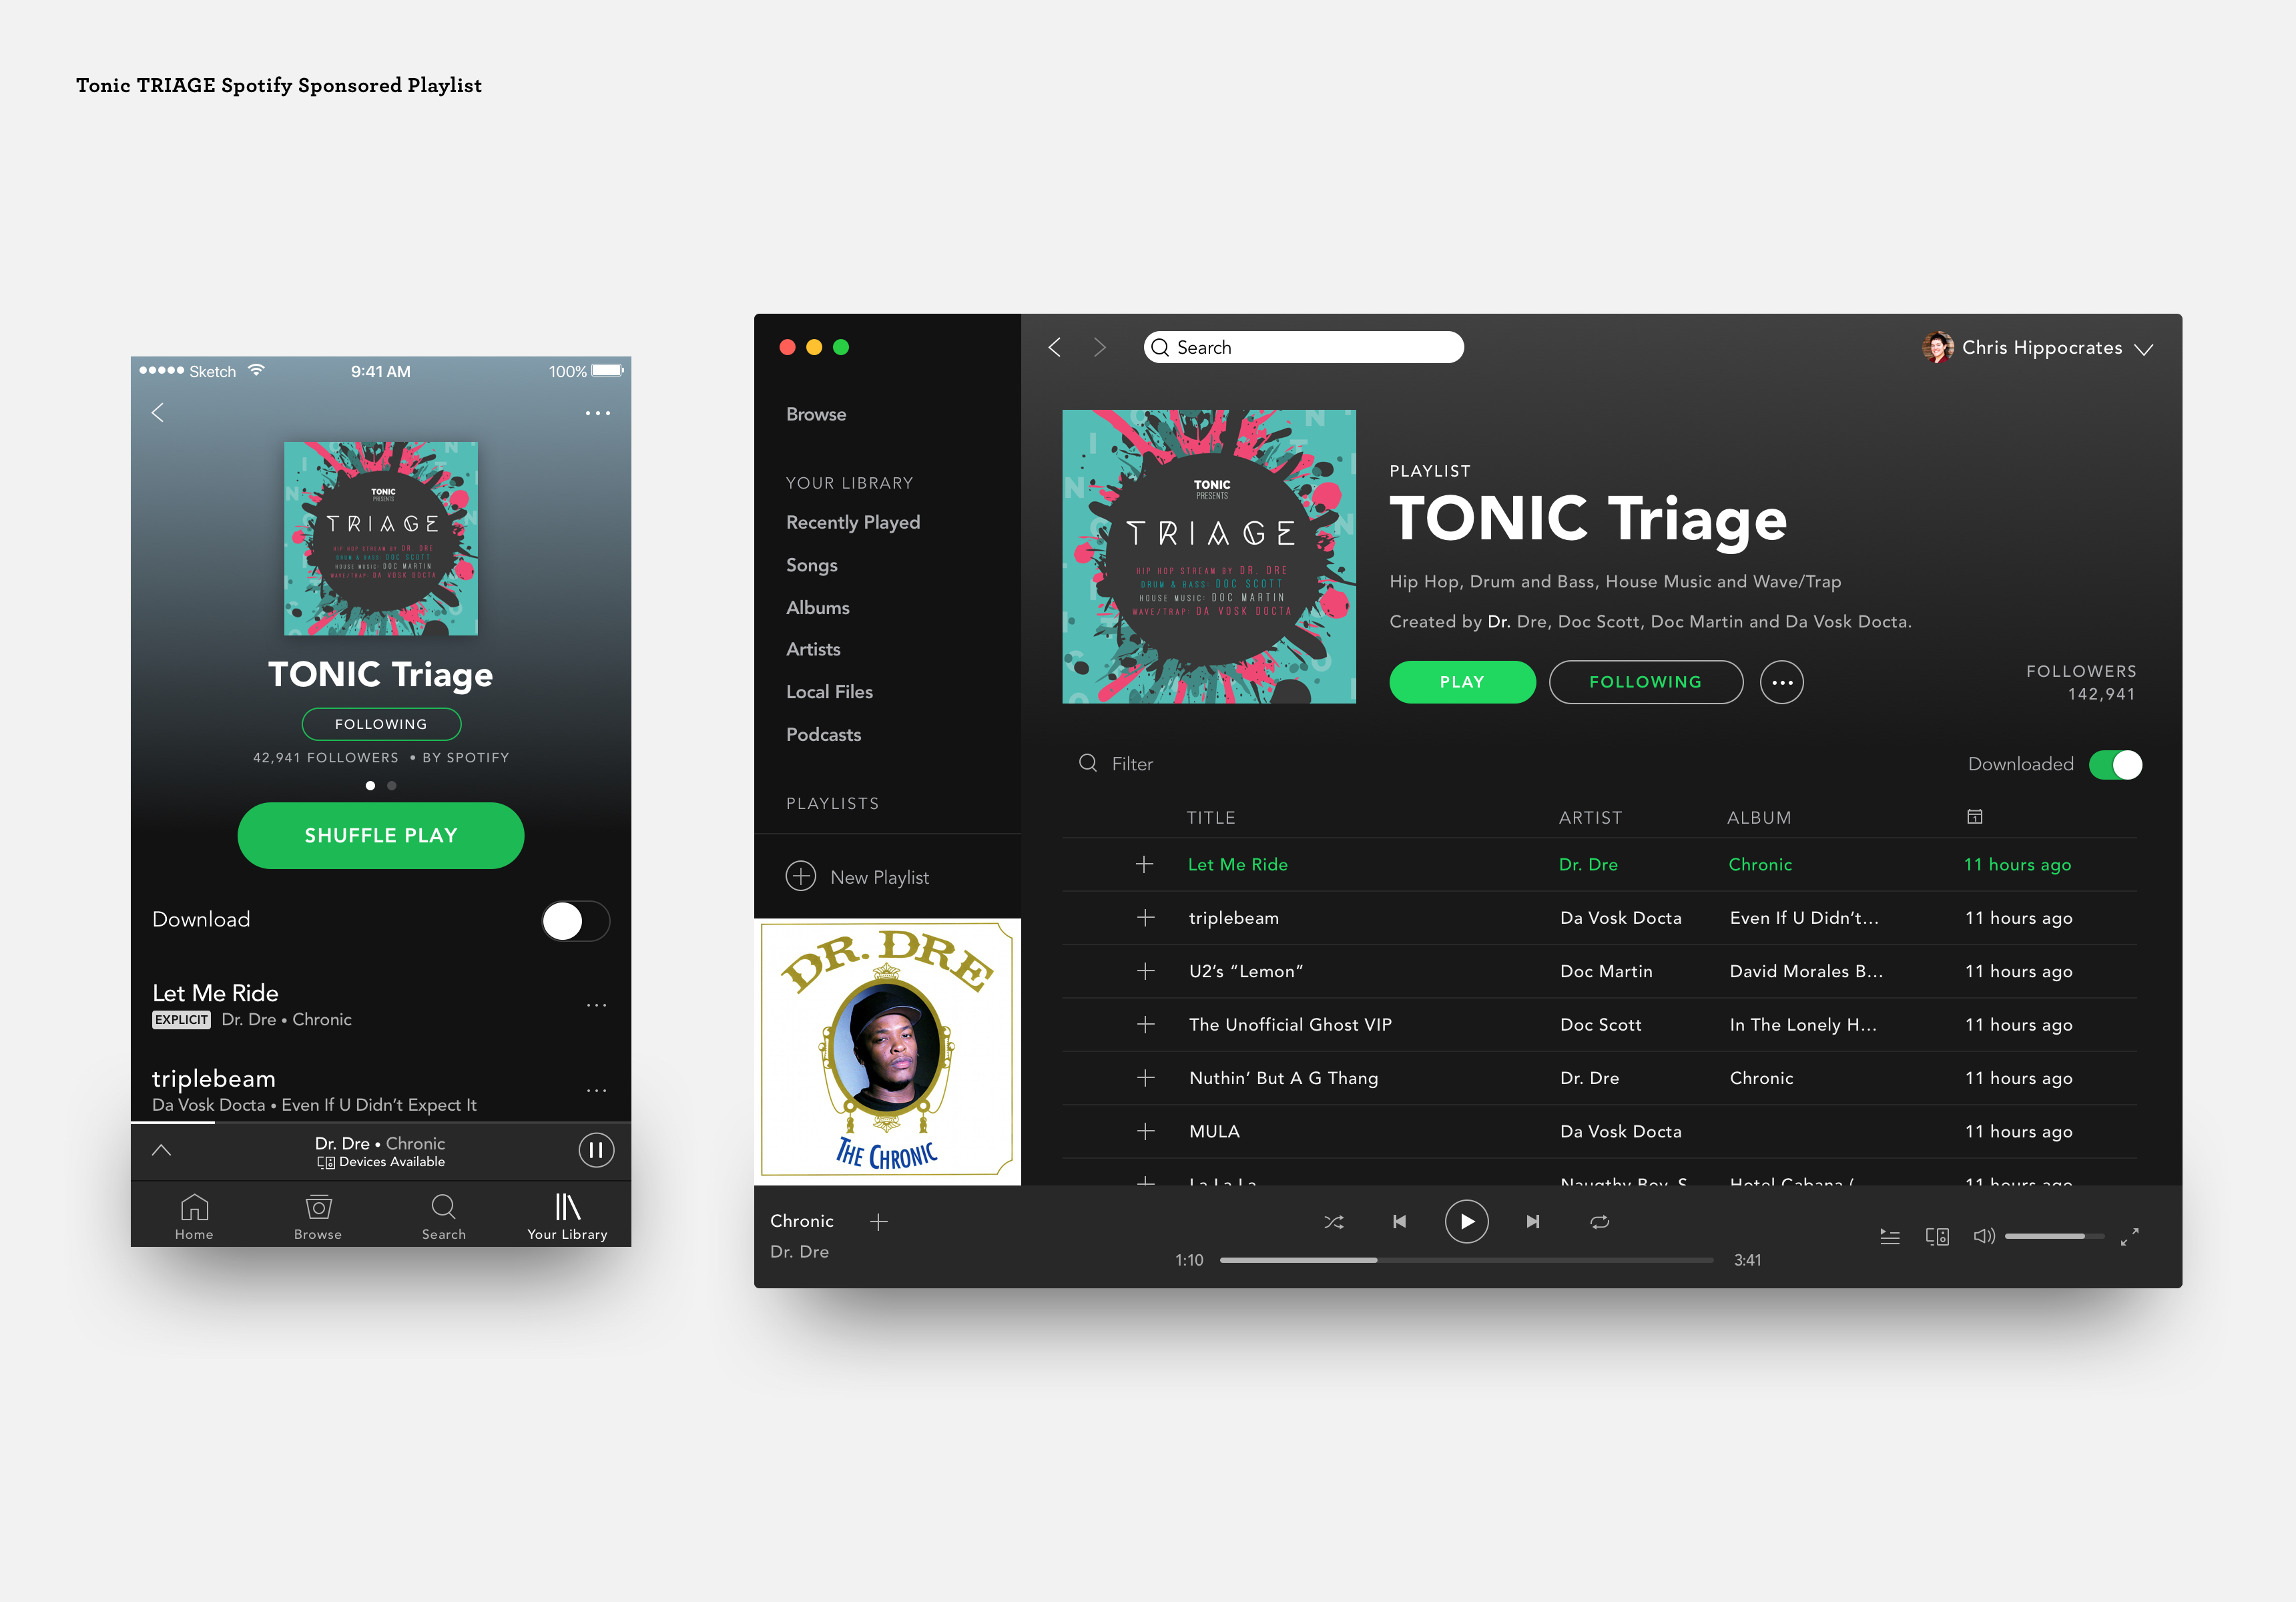 Tonic TRIAGE Spotify Sponsored Playlist
Sketch 9:41 AM 100%
TONIC
PRESENTS
TRIAGE
HIP HOP STREAM BY DR. DRE
DRUM & BASS: DOC SCOTT
HOUSE MUSIC: DOC MARTIN
WAVE/TRAP: DA VOSK DOCTA
TONIC Triage
FOLLOWING
42,941 FOLLOWERS • BY SPOTIFY
SHUFFLE PLAY
Download
Let Me Ride
EXPLICIT Dr. Dre • Chronic
triplebeam
Da Vosk Docta • Even If U Didn’t Expect It
Dr. Dre • Chronic
Devices Available
Home Browse Search Your Library
Search
Chris Hippocrates
Browse
YOUR LIBRARY
Recently Played
Songs
Albums
Artists
Local Files
Podcasts
PLAYLISTS
New Playlist
DR. DRE
THE CHRONIC
TONIC
PRESENTS
TRIAGE
HIP HOP STREAM BY DR. DRE
DRUM & BASS: DOC SCOTT
HOUSE MUSIC: DOC MARTIN
WAVE/TRAP: DA VOSK DOCTA
PLAYLIST
TONIC Triage
Hip Hop, Drum and Bass, House Music and Wave/Trap
Created by Dr. Dre, Doc Scott, Doc Martin and Da Vosk Docta.
PLAY FOLLOWING
FOLLOWERS
142,941
Filter Downloaded
TITLE ARTIST ALBUM
Let Me Ride Dr. Dre Chronic 11 hours ago
triplebeam Da Vosk Docta Even If U Didn’t... 11 hours ago
U2’s “Lemon” Doc Martin David Morales B... 11 hours ago
The Unofficial Ghost VIP Doc Scott In The Lonely H... 11 hours ago
Nuthin’ But A G Thang Dr. Dre Chronic 11 hours ago
MULA Da Vosk Docta 11 hours ago
La La La Naugthy Boy, S Hotel Cabana ( 11 hours ago
Chronic
Dr. Dre
1:10 3:41